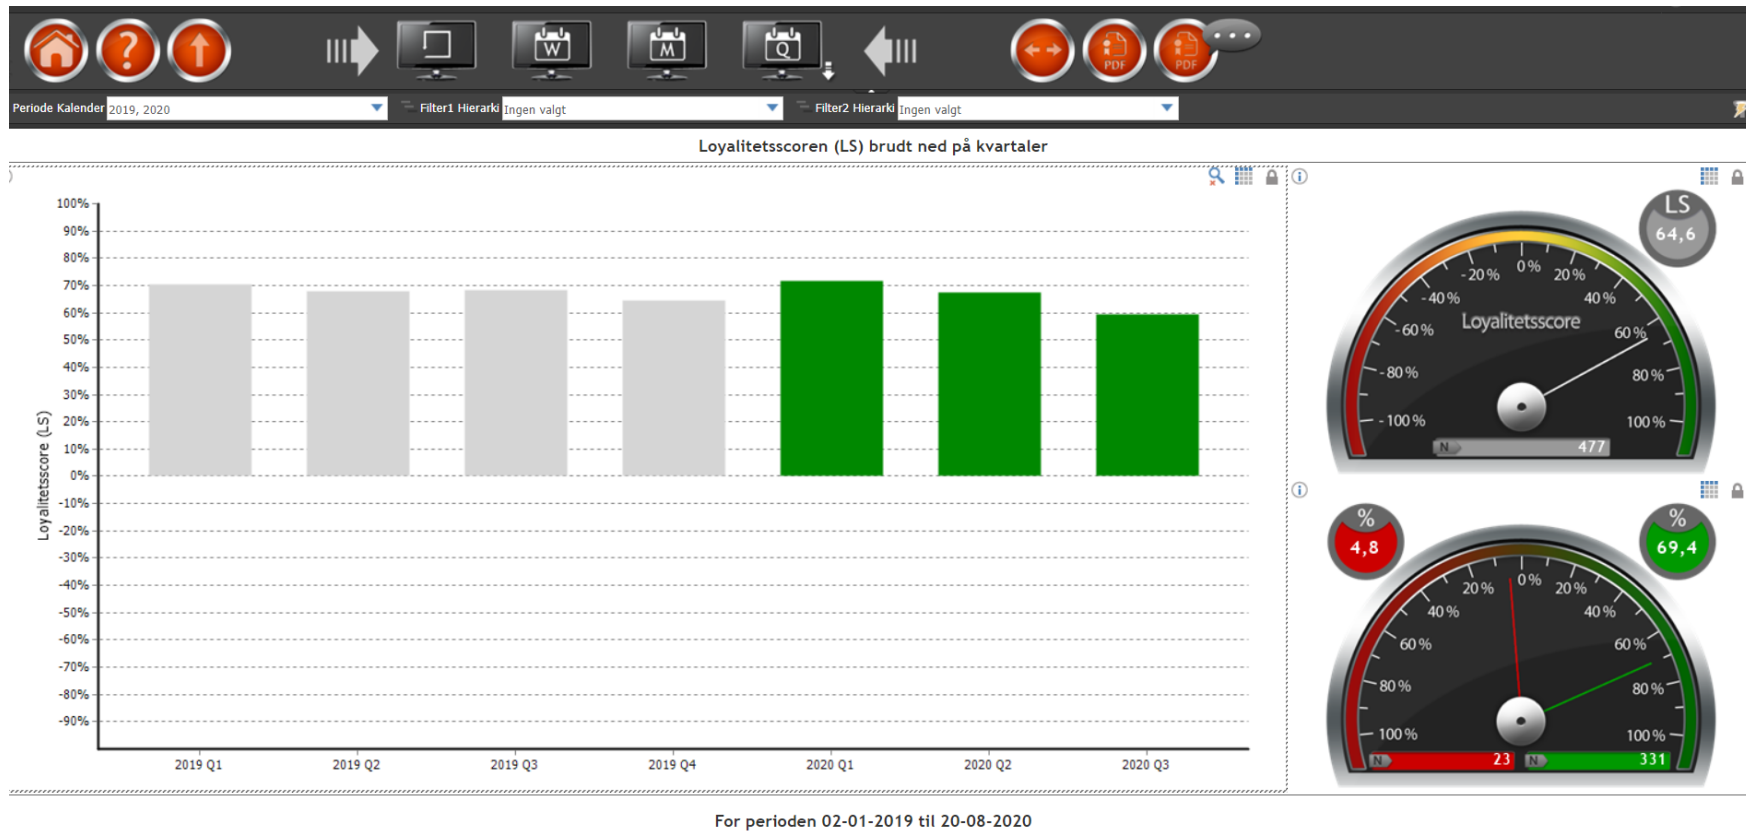 W
M
Q
PDF
PDF
Periode Kalender 2019, 2020
Filter1 Hierarki Ingen valgt
Filter2 Hierarki Ingen valgt
Loyalitetsscoren (LS) brudt ned på kvartaler
Loyalitetsscore (LS)
100%
90%
80%
70%
60%
50%
40%
30%
20%
10%
0%
-10%
-20%
-30%
-40%
-50%
-60%
-70%
-80%
-90%
2019 Q1
2019 Q2
2019 Q3
2019 Q4
2020 Q1
2020 Q2
2020 Q3
LS
64,6
-100%
-80%
-60%
-40%
-20%
0%
20%
40%
60%
80%
100%
Loyalitetsscore
N 477
%
4,8
%
69,4
100%
80%
60%
40%
20%
0%
20%
40%
60%
80%
100%
N 23
N 331
For perioden 02-01-2019 til 20-08-2020